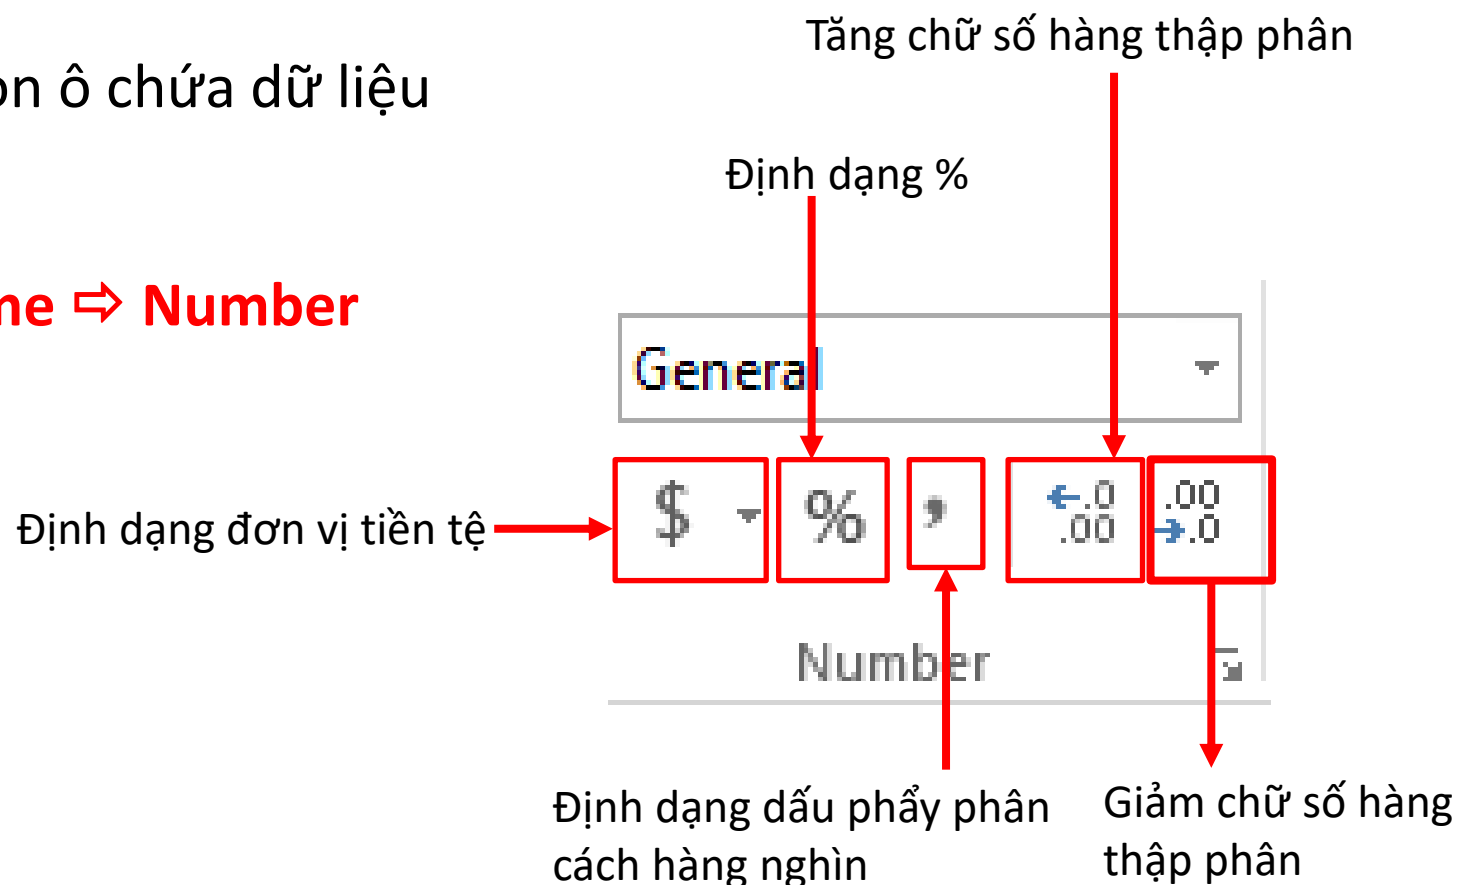 Tăng chữ số hàng thập phân
ô chứa dữ liệu
Định dạng %
⇨ Number
General
$ % , .0 .00
.00 .0
Định dạng đơn vị tiền tệ
Number
Định dạng dấu phẩy phân
cách hàng nghìn
Giảm chữ số hàng
thập phân